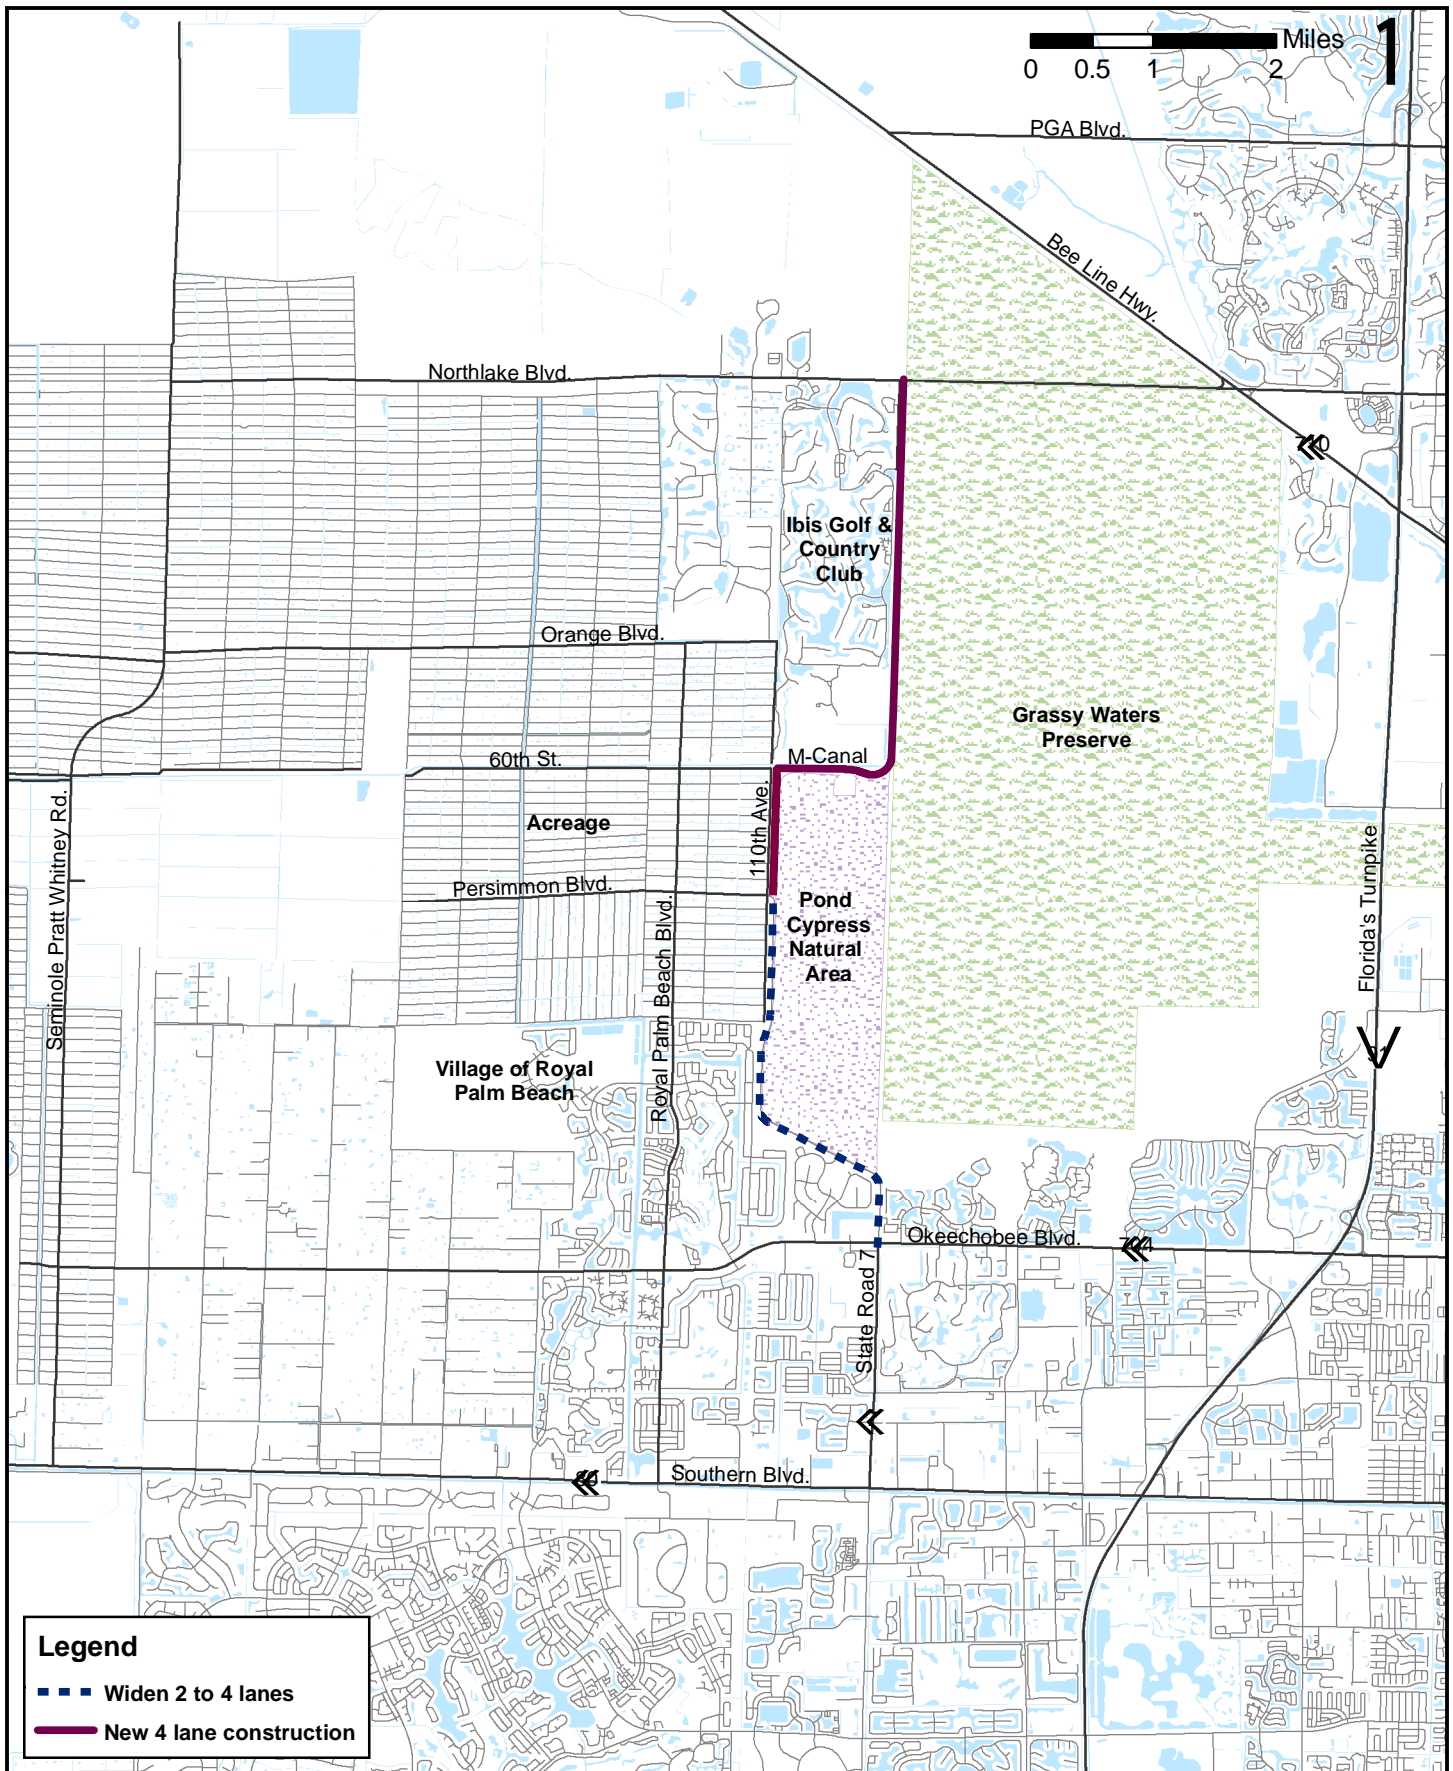 1
Miles
0 0.5 1 2
PGA Blvd.
Bee Line Hwy.
Northlake Blvd.
Ibis Golf &
Country
Club
Orange Blvd.
Grassy Waters
Preserve
M-Canal
60th St.
110th Ave.
Acreage
Seminole Pratt Whitney Rd.
Florida's Turnpike
Persimmon Blvd.
Royal Palm Beach Blvd.
Pond
Cypress
Natural
Area
Village of Royal
Palm Beach
Okeechobee Blvd.
State Road 7
Southern Blvd.
Legend
Widen 2 to 4 lanes
New 4 lane construction